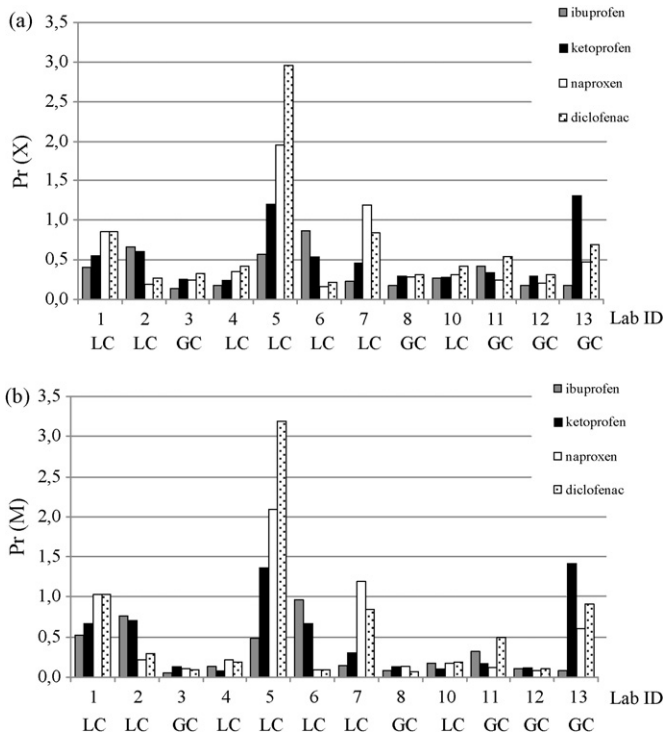 (a)
3,5
3,0
2,5
2,0
1,5
1,0
0,5
0,0
Pr (X)
ibuprofen
ketoprofen
naproxen
diclofenac
1 2 3 4 5 6 7 8 10 11 12 13 Lab ID
LC LC GC LC LC LC LC GC LC GC GC GC
(b)
3,5
3,0
2,5
2,0
1,5
1,0
0,5
0,0
Pr (M)
ibuprofen
ketoprofen
naproxen
diclofenac
1 2 3 4 5 6 7 8 10 11 12 13 Lab ID
LC LC GC LC LC LC LC GC LC GC GC GC